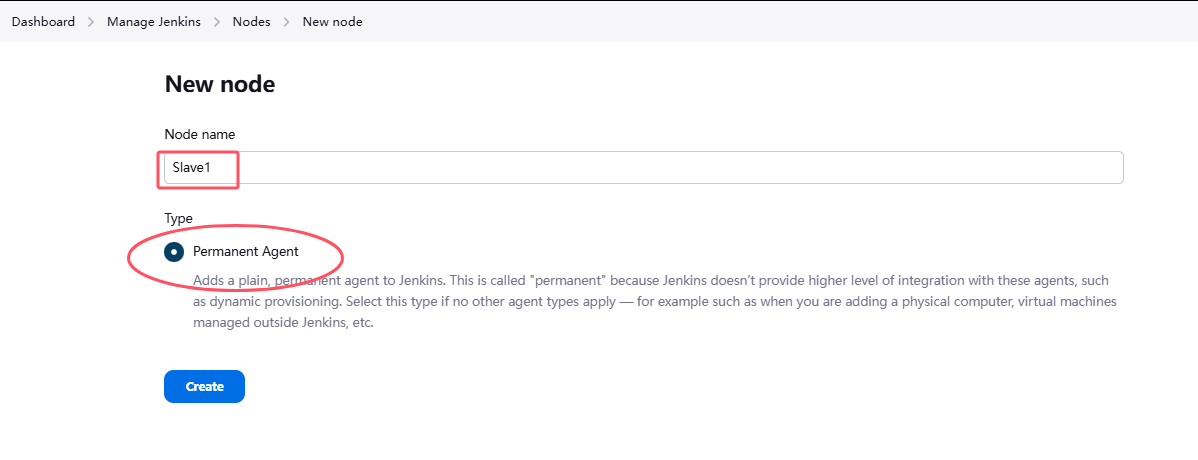 Dashboard > Manage Jenkins > Nodes > New node
New node
Node name
Slave1
Type
Permanent Agent
Adds a plain, permanent agent to Jenkins. This is called "permanent" because Jenkins doesn’t provide higher level of integration with these agents, such
as dynamic provisioning. Select this type if no other agent types apply — for example such as when you are adding a physical computer, virtual machines
managed outside Jenkins, etc.
Create